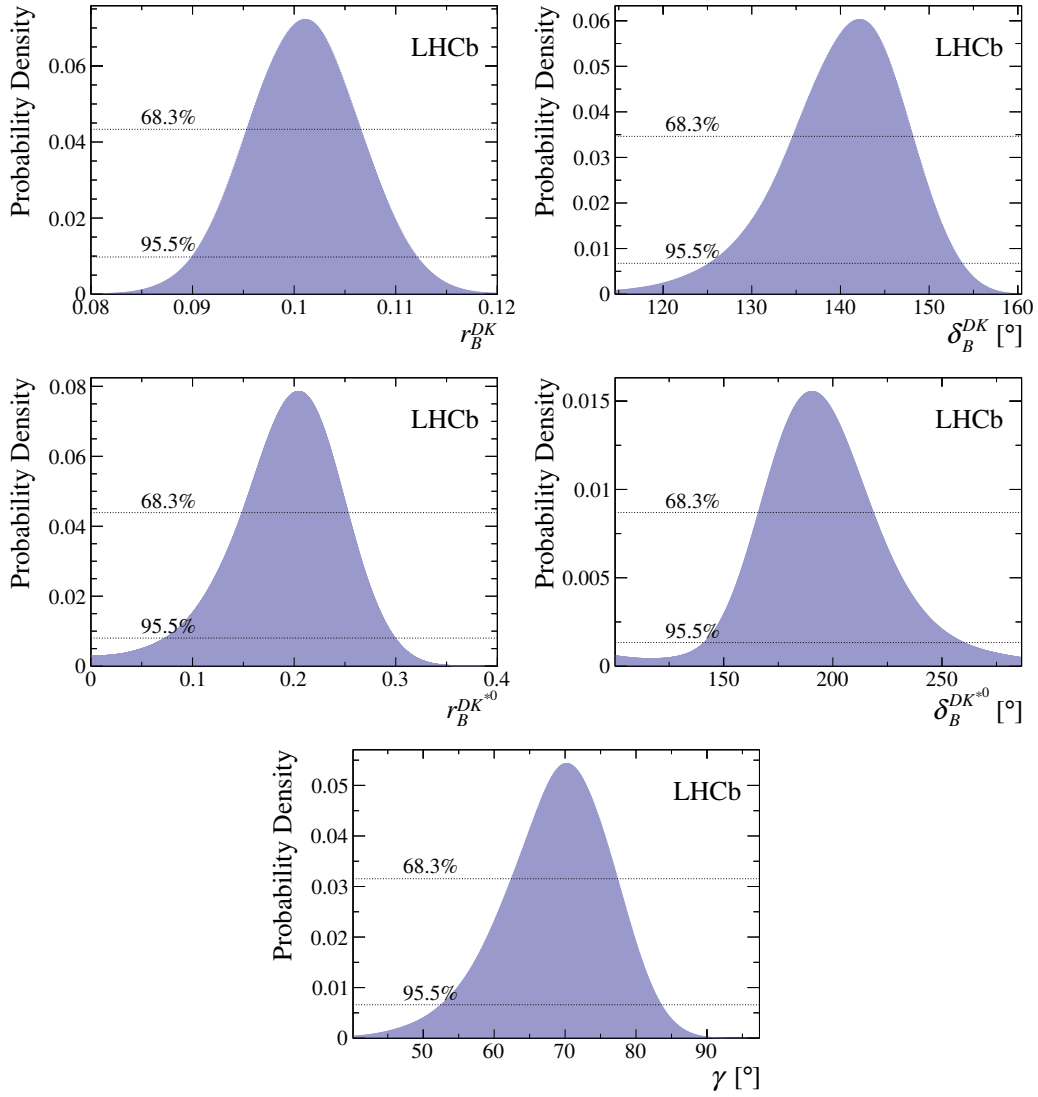 Probability Density
0.06
0.04
0.02
0
68.3%
95.5%
LHCb
0.08 0.09 0.1 0.11 0.12
r_B^{DK}
Probability Density
0.06
0.05
0.04
0.03
0.02
0.01
0
68.3%
95.5%
LHCb
120 130 140 150 160
δ_B^{DK} [°]
Probability Density
0.08
0.06
0.04
0.02
0
68.3%
95.5%
LHCb
0 0.1 0.2 0.3 0.4
r_B^{DK*0}
Probability Density
0.015
0.01
0.005
0
68.3%
95.5%
LHCb
150 200 250
δ_B^{DK*0} [°]
Probability Density
0.05
0.04
0.03
0.02
0.01
0
68.3%
95.5%
LHCb
50 60 70 80 90
γ [°]